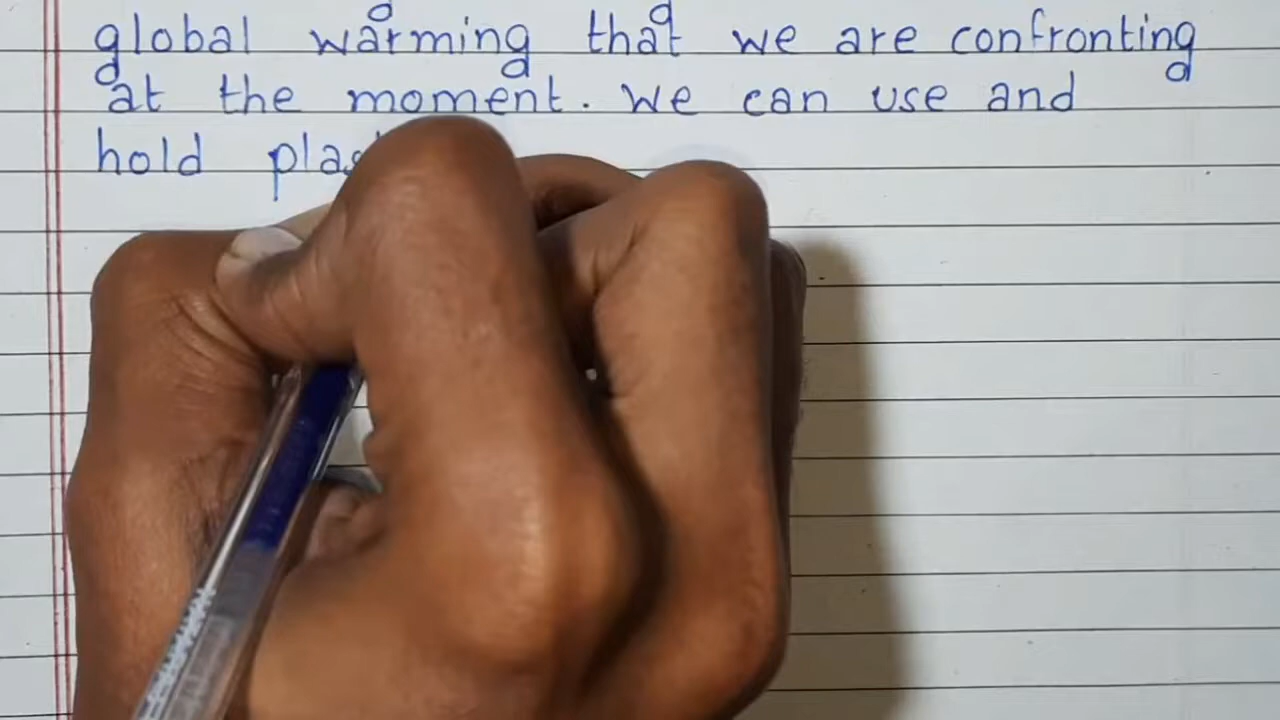 global warming that we are confronting
at the moment. We can use and
hold